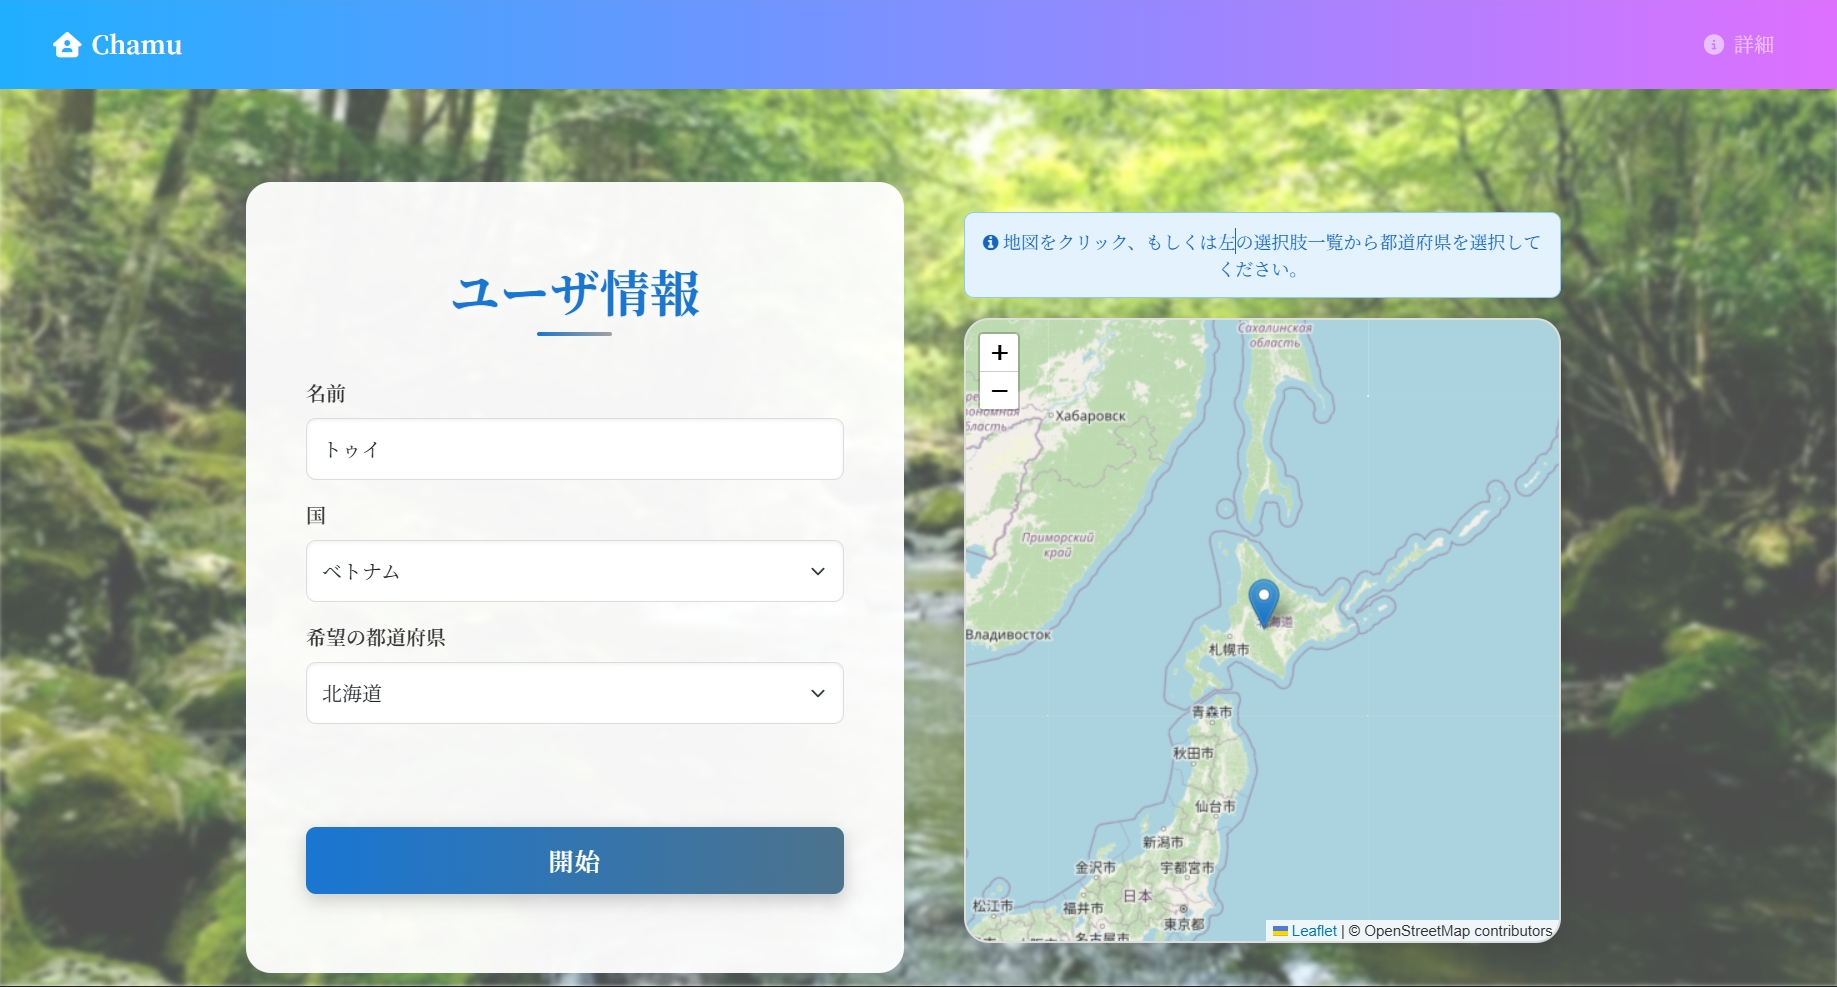 Chamu
詳細
ユーザ情報
名前
トゥイ
国
ベトナム
希望の都道府県
北海道
開始
地図をクリック、もしくは左の選択肢一覧から都道府県を選択して
ください。
+
−
Сахалинская
область
Хабаровск
Приморский
край
Владивосток
札幌市
青森市
秋田市
仙台市
新潟市
金沢市
宇都宮市
日本
松江市
福井市
東京都
名古屋市
Leaflet | © OpenStreetMap contributors